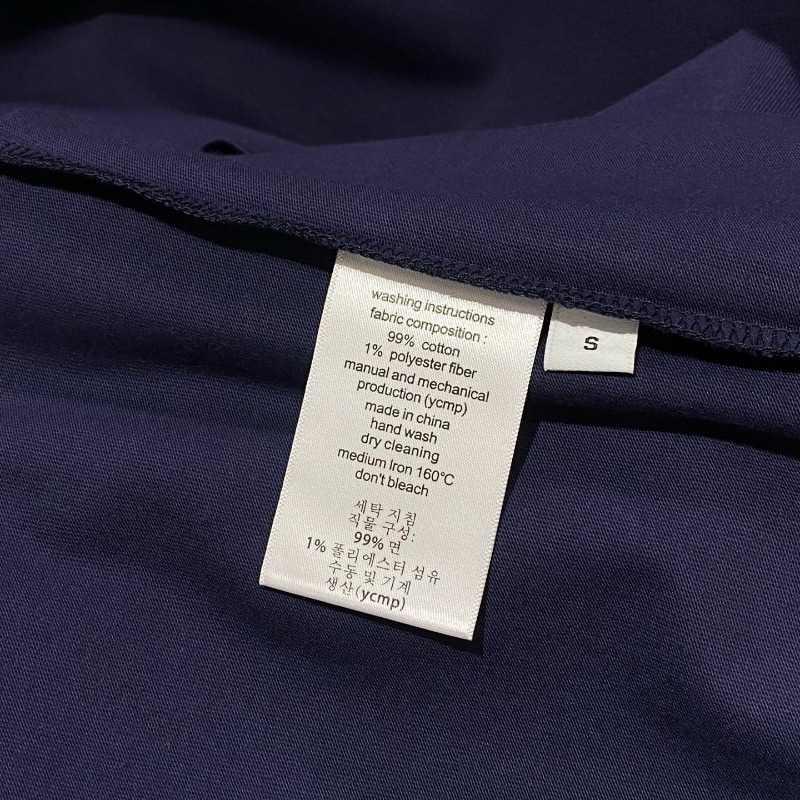 washing instructions
fabric composition :
99% cotton
1% polyester fiber
manual and mechanical
production (ycmp)
made in china
hand wash
dry cleaning
medium Iron 160°C
don't bleach
세탁 지침
직물 구성:
99% 면
1% 폴리에스터 섬유
수동 및 기계
생산(ycmp)
S